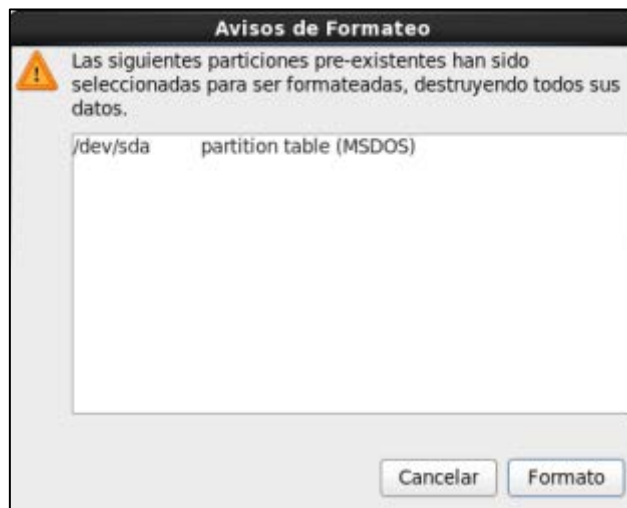 Avisos de Formateo
Las siguientes particiones pre-existentes han sido
seleccionadas para ser formateadas, destruyendo todos sus
datos.
/dev/sda partition table (MSDOS)
Cancelar Formato